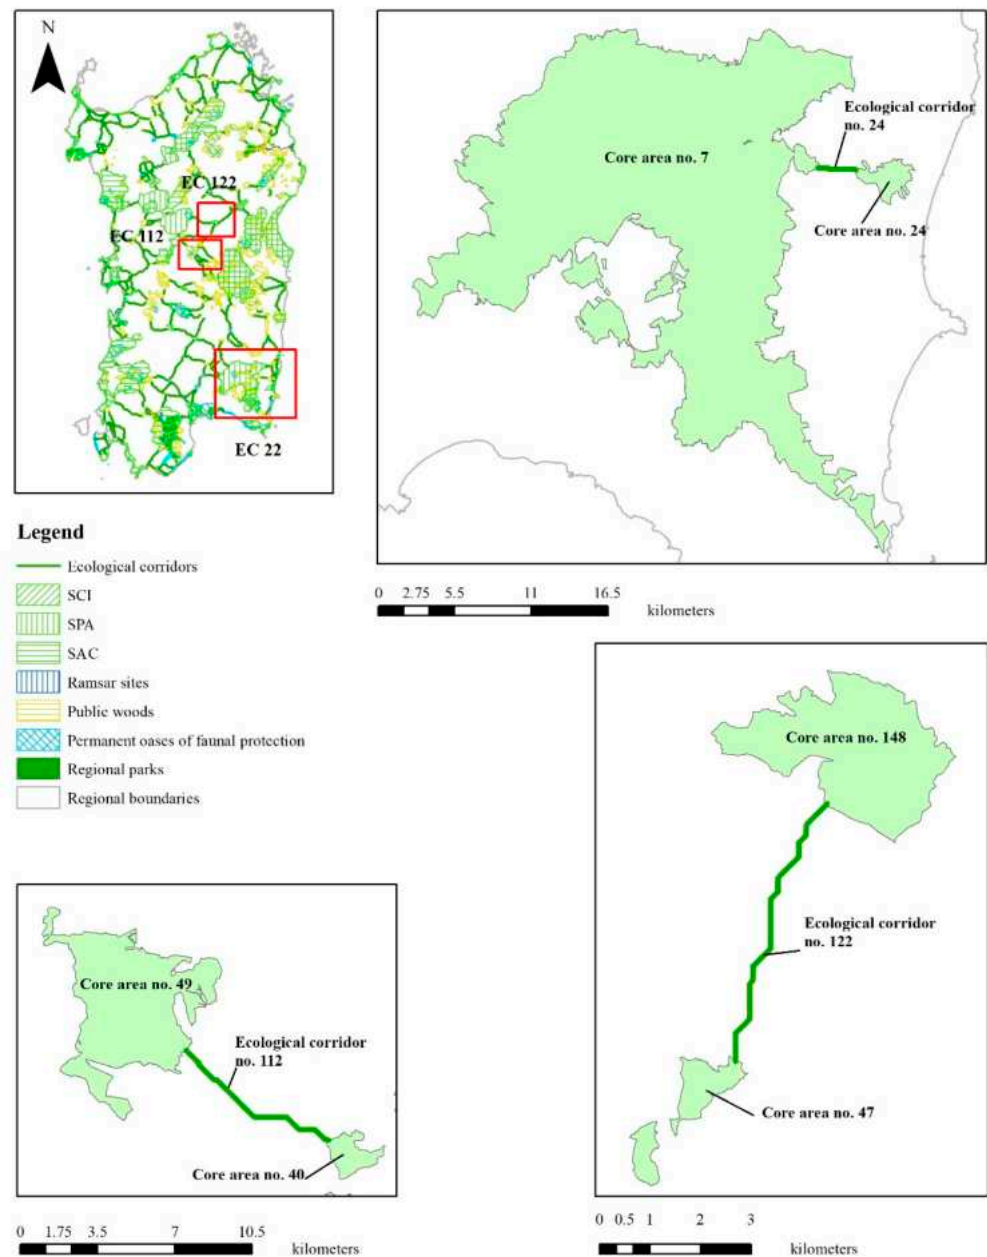 N
EC 122
EC 112
EC 22
Ecological corridor
no. 24
Core area no. 7
Core area no. 24
0 2.75 5.5 11 16.5
kilometers
Legend
Ecological corridors
SCI
SPA
SAC
Ramsar sites
Public woods
Permanent oases of faunal protection
Regional parks
Regional boundaries
Core area no. 148
Ecological corridor
no. 122
Core area no. 47
0 0.5 1 2 3
kilometers
Core area no. 49
Ecological corridor
no. 112
Core area no. 40
0 1.75 3.5 7 10.5
kilometers